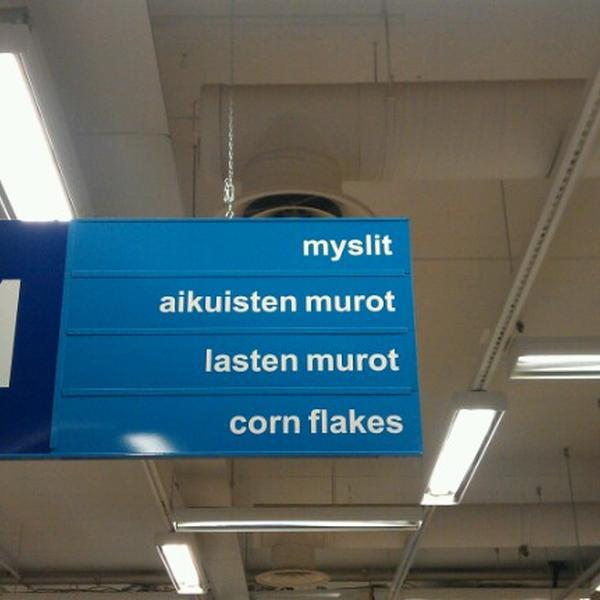 myslit
aikuisten murot
lasten murot
corn flakes